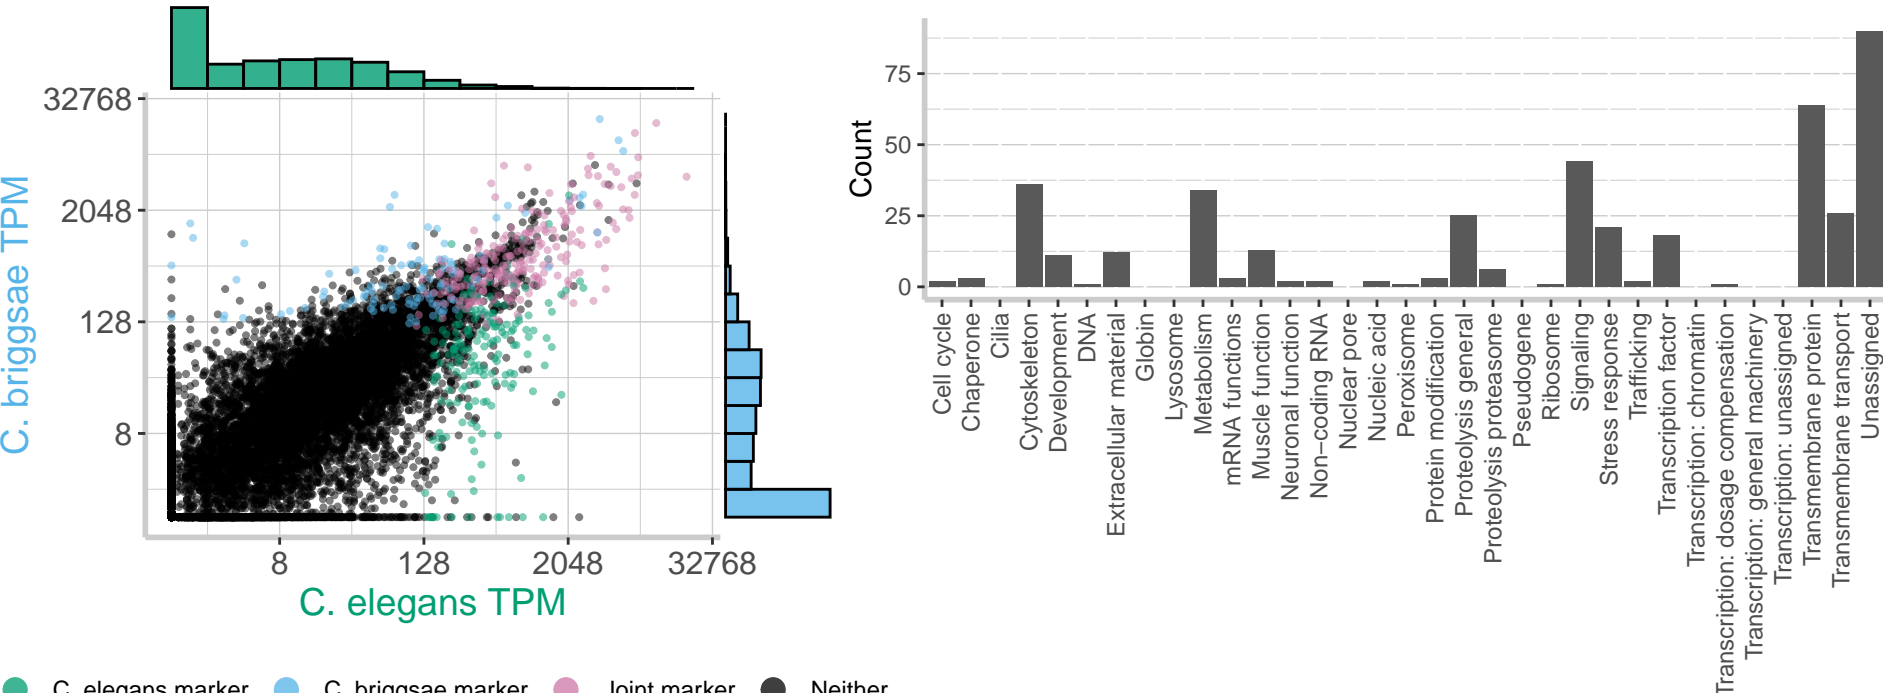 32768
2048
128
8
C. briggsae TPM
8
128
2048
32768
C. elegans TPM
C. elegans marker
C. briggsae marker
Joint marker
Neither
75
50
25
0
Count
Cell cycle
Chaperone
Cilia
Cytoskeleton
Development
DNA
Extracellular material
Globin
Lysosome
Metabolism
mRNA functions
Muscle function
Neuronal function
Non−coding RNA
Nuclear pore
Nucleic acid
Peroxisome
Protein modification
Proteolysis general
Proteolysis proteasome
Pseudogene
Ribosome
Signaling
Stress response
Trafficking
Transcription factor
Transcription: chromatin
Transcription: dosage compensation
Transcription: general machinery
Transcription: unassigned
Transmembrane protein
Transmembrane transport
Unassigned